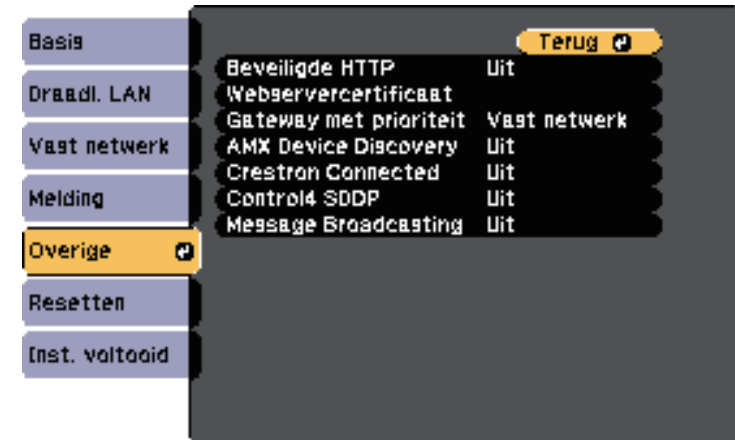 Basis
Draadl. LAN
Vast netwerk
Melding
Overige
Resetten
Inst. voltooid
Terug
Beveiligde HTTP Uit
Webservercertificaat
Gateway met prioriteit Vast netwerk
AMX Device Discovery Uit
Crestron Connected Uit
Control4 SDDP Uit
Message Broadcasting Uit